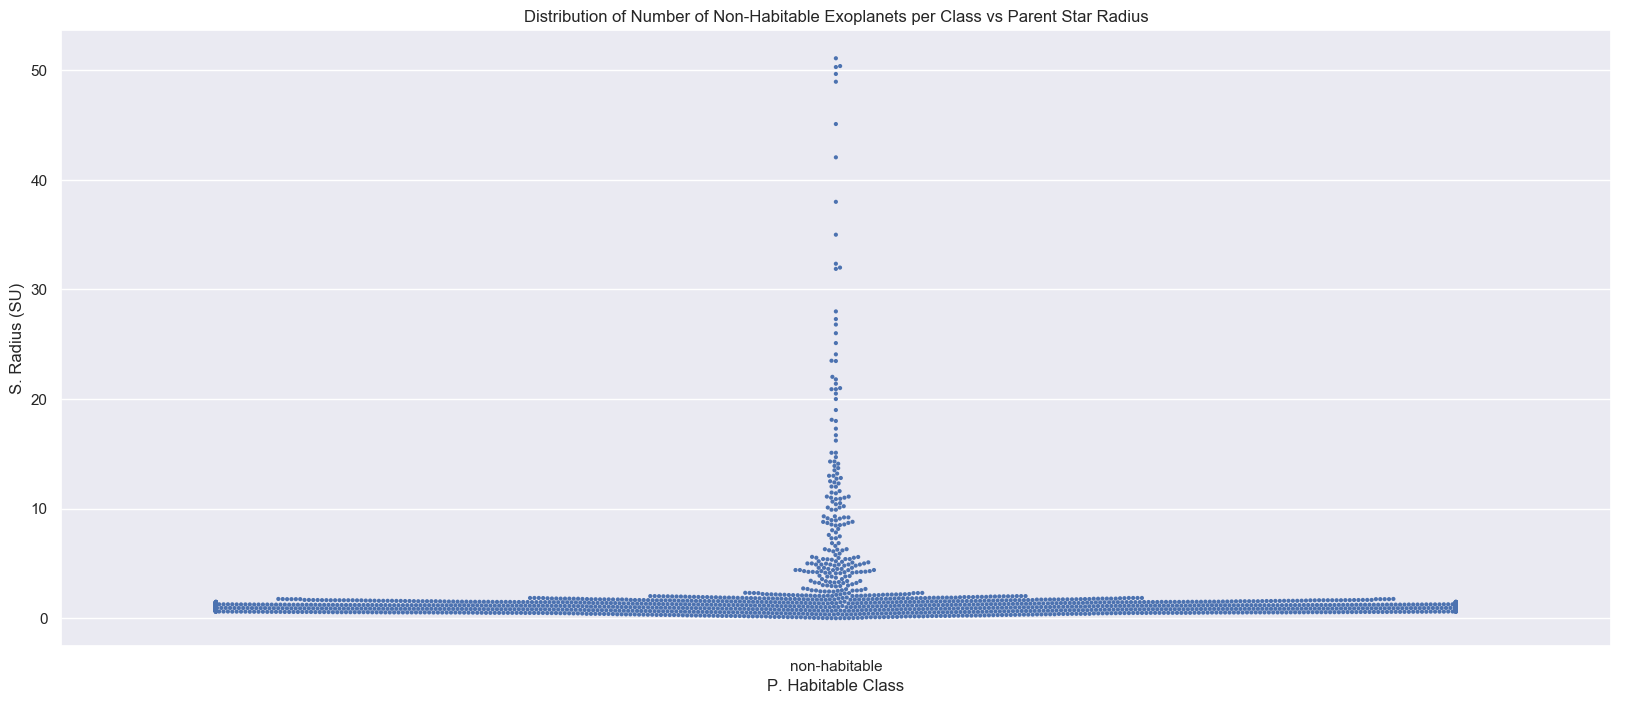 Distribution of Number of Non-Habitable Exoplanets per Class vs Parent Star Radius
50
40
30
20
10
0
S. Radius (SU)
non-habitable
P. Habitable Class